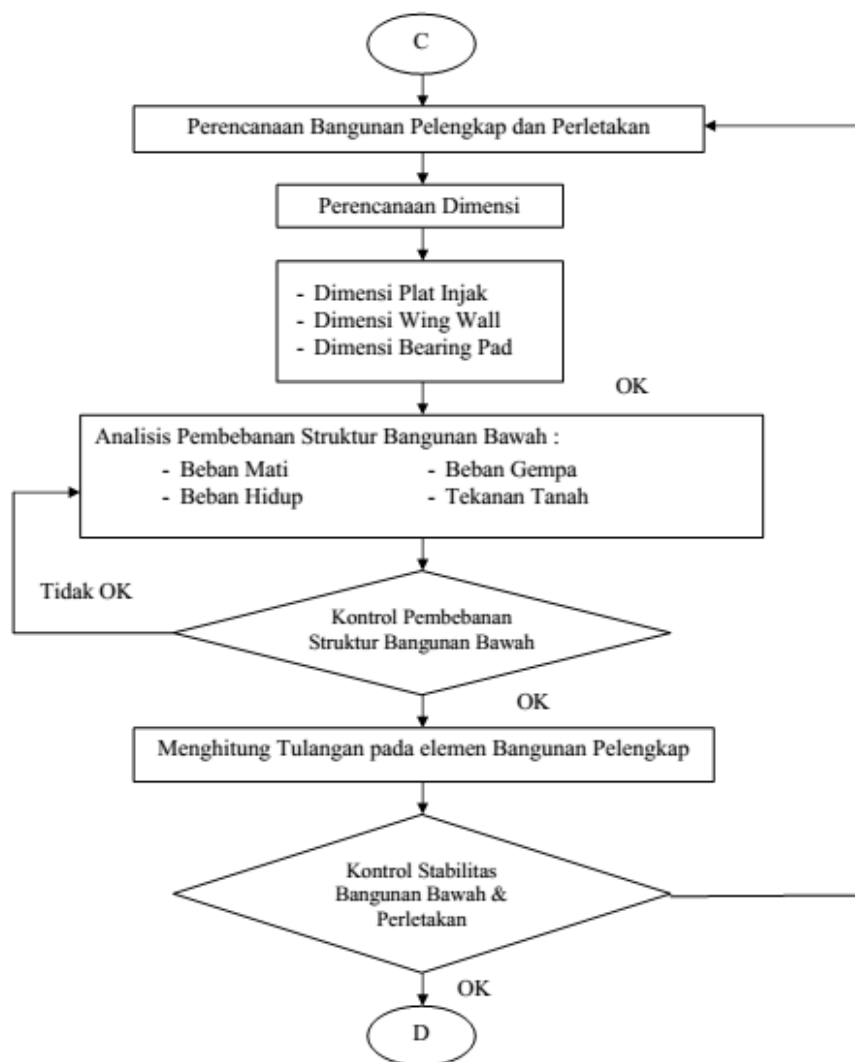 C
Perencanaan Bangunan Pelengkap dan Perletakan
Perencanaan Dimensi
- Dimensi Plat Injak
- Dimensi Wing Wall
- Dimensi Bearing Pad
OK
Analisis Pembebanan Struktur Bangunan Bawah :
- Beban Mati - Beban Gempa
- Beban Hidup - Tekanan Tanah
Tidak OK
Kontrol Pembebanan
Struktur Bangunan Bawah
OK
Menghitung Tulangan pada elemen Bangunan Pelengkap
Kontrol Stabilitas
Bangunan Bawah &
Perletakan
OK
D